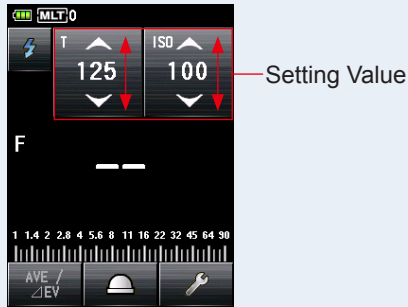 MLT 0
T 125 ISO 100
Setting Value
F
--
1 1.4 2 2.8 4 5.6 8 11 16 22 32 45 64 90
AVE /
⊿EV